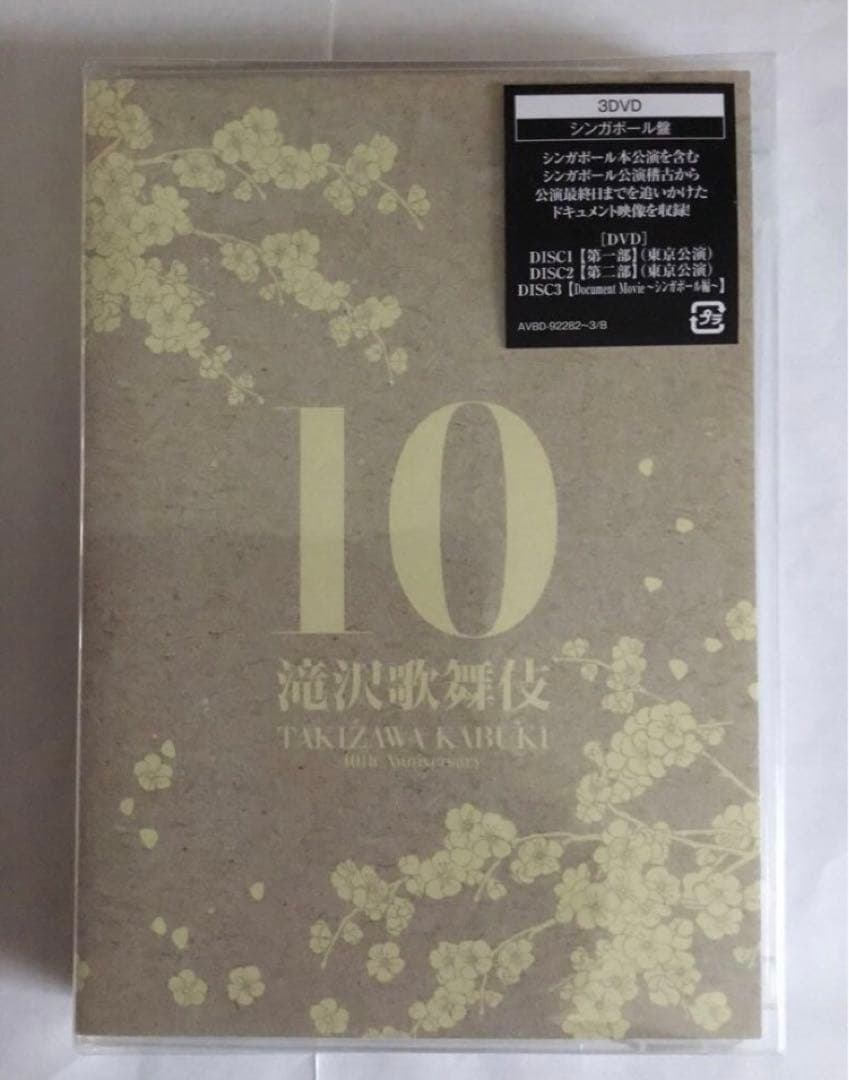 3DVD
シンガポール盤
シンガポール本公演を含む
シンガポール公演稽古から
公演最終日までを追いかけた
ドキュメント映像を収録!
[DVD]
DISC1【第一部】(東京公演)
DISC2【第二部】(東京公演)
DISC3【Document Movie～シンガポール編～】
AVBD-92282~3/B
プラ
10
滝沢歌舞伎
TAKIZAWA KABUKI
10th Anniversary